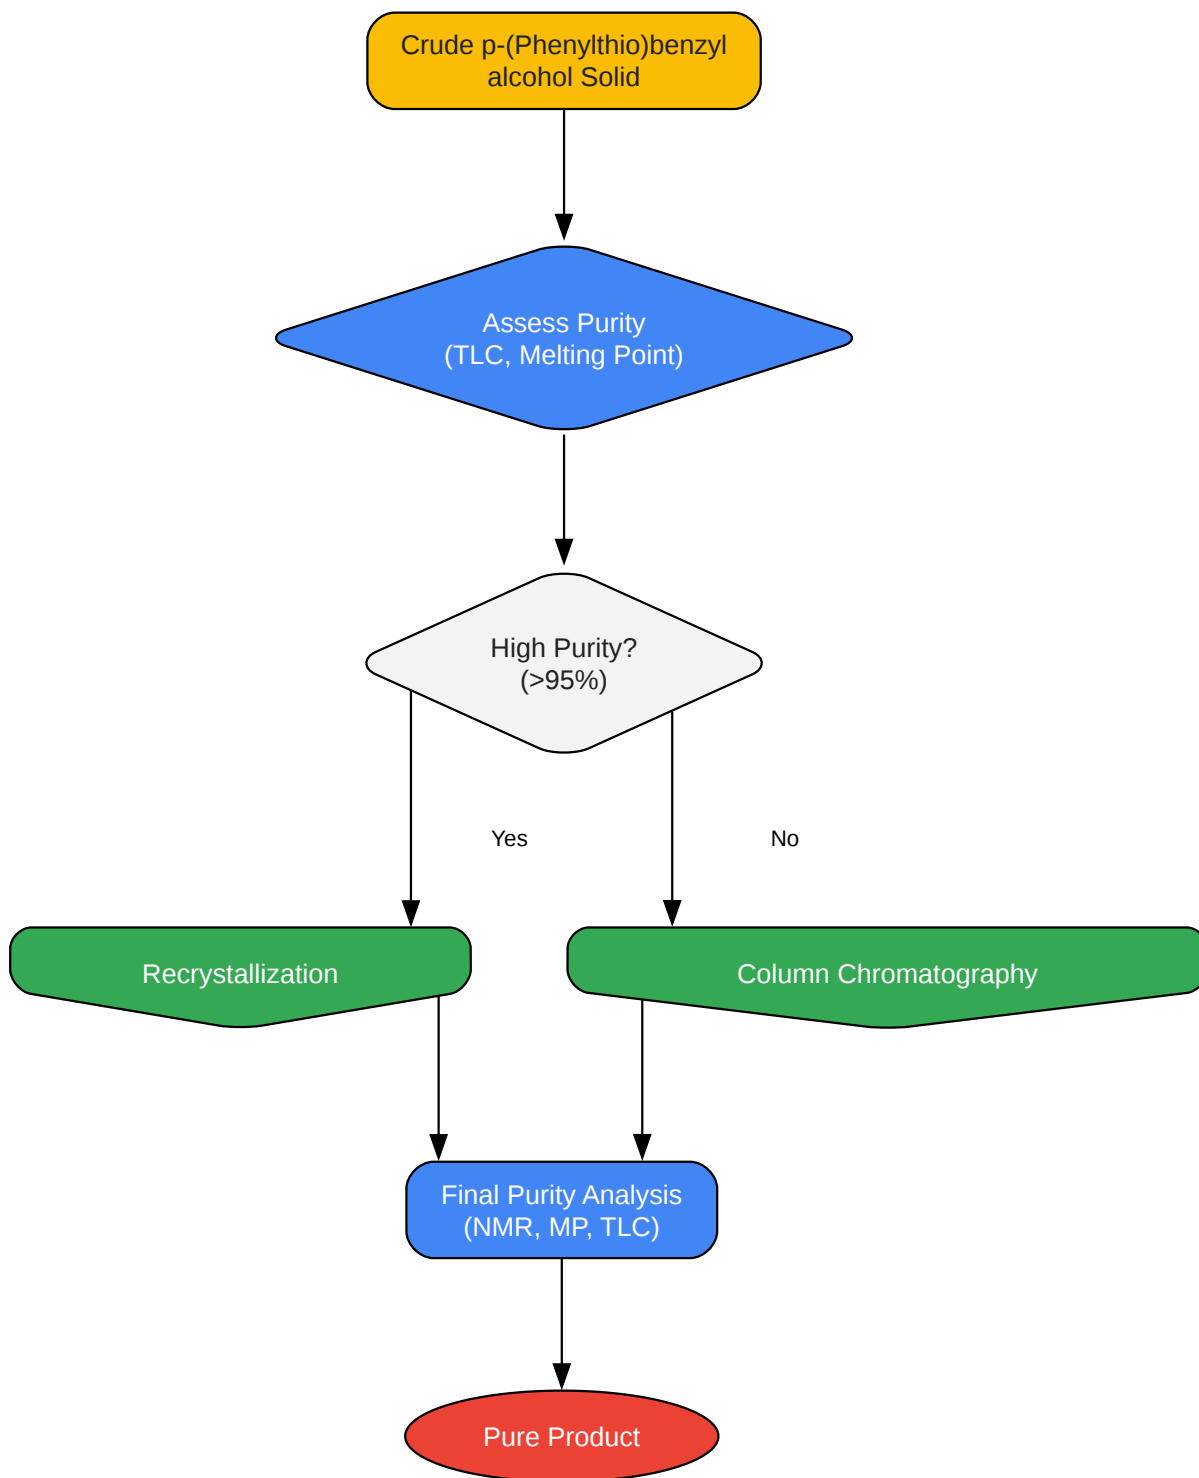 Crude p-(Phenylthio)benzyl
alcohol Solid
Assess Purity
(TLC, Melting Point)
High Purity?
(>95%)
Yes
No
Recrystallization
Column Chromatography
Final Purity Analysis
(NMR, MP, TLC)
Pure Product